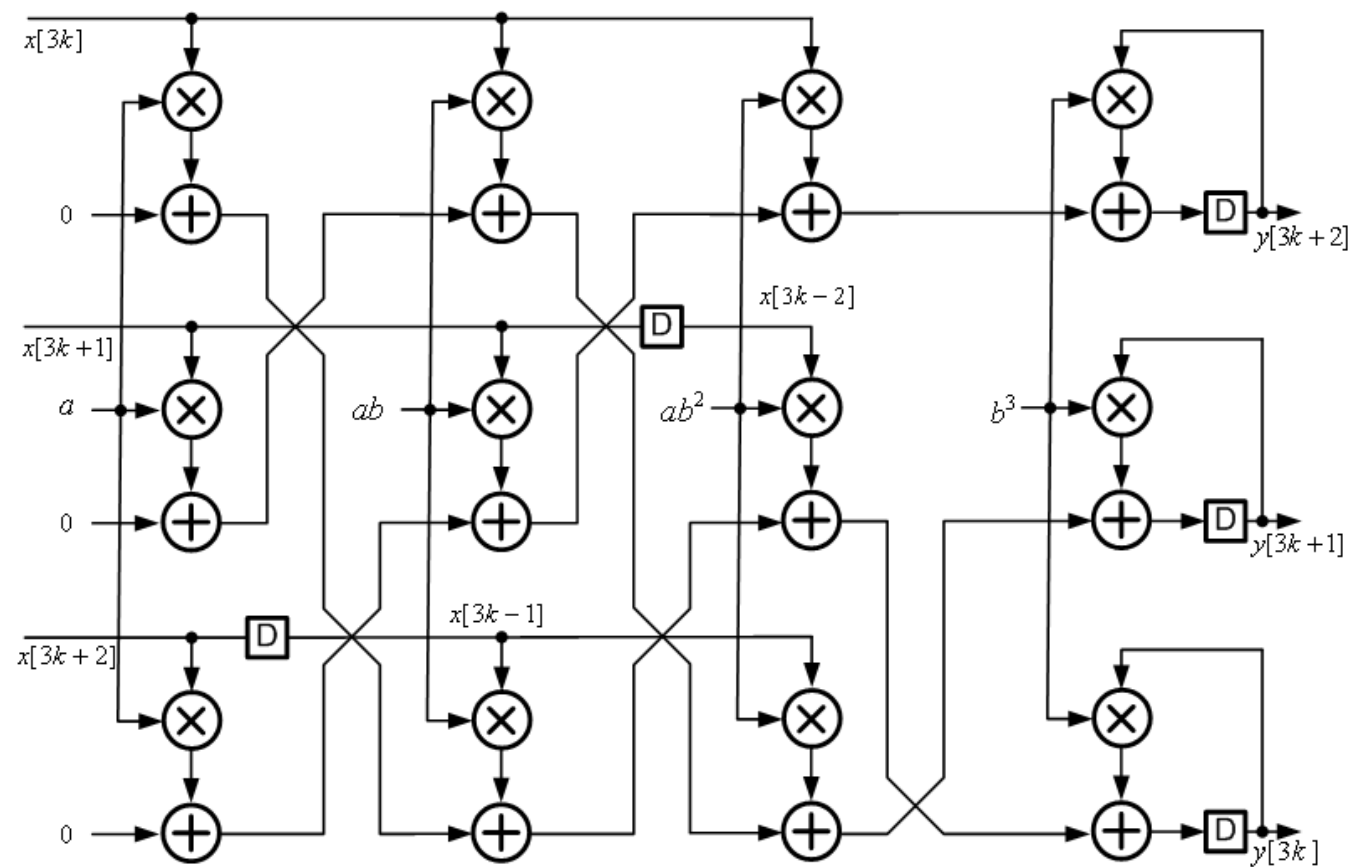 x[3k]
0
D
y[3k+2]
x[3k−2]
D
x[3k+1]
a
ab
ab²
b³
0
D
y[3k+1]
x[3k−1]
D
x[3k+2]
0
D
y[3k]